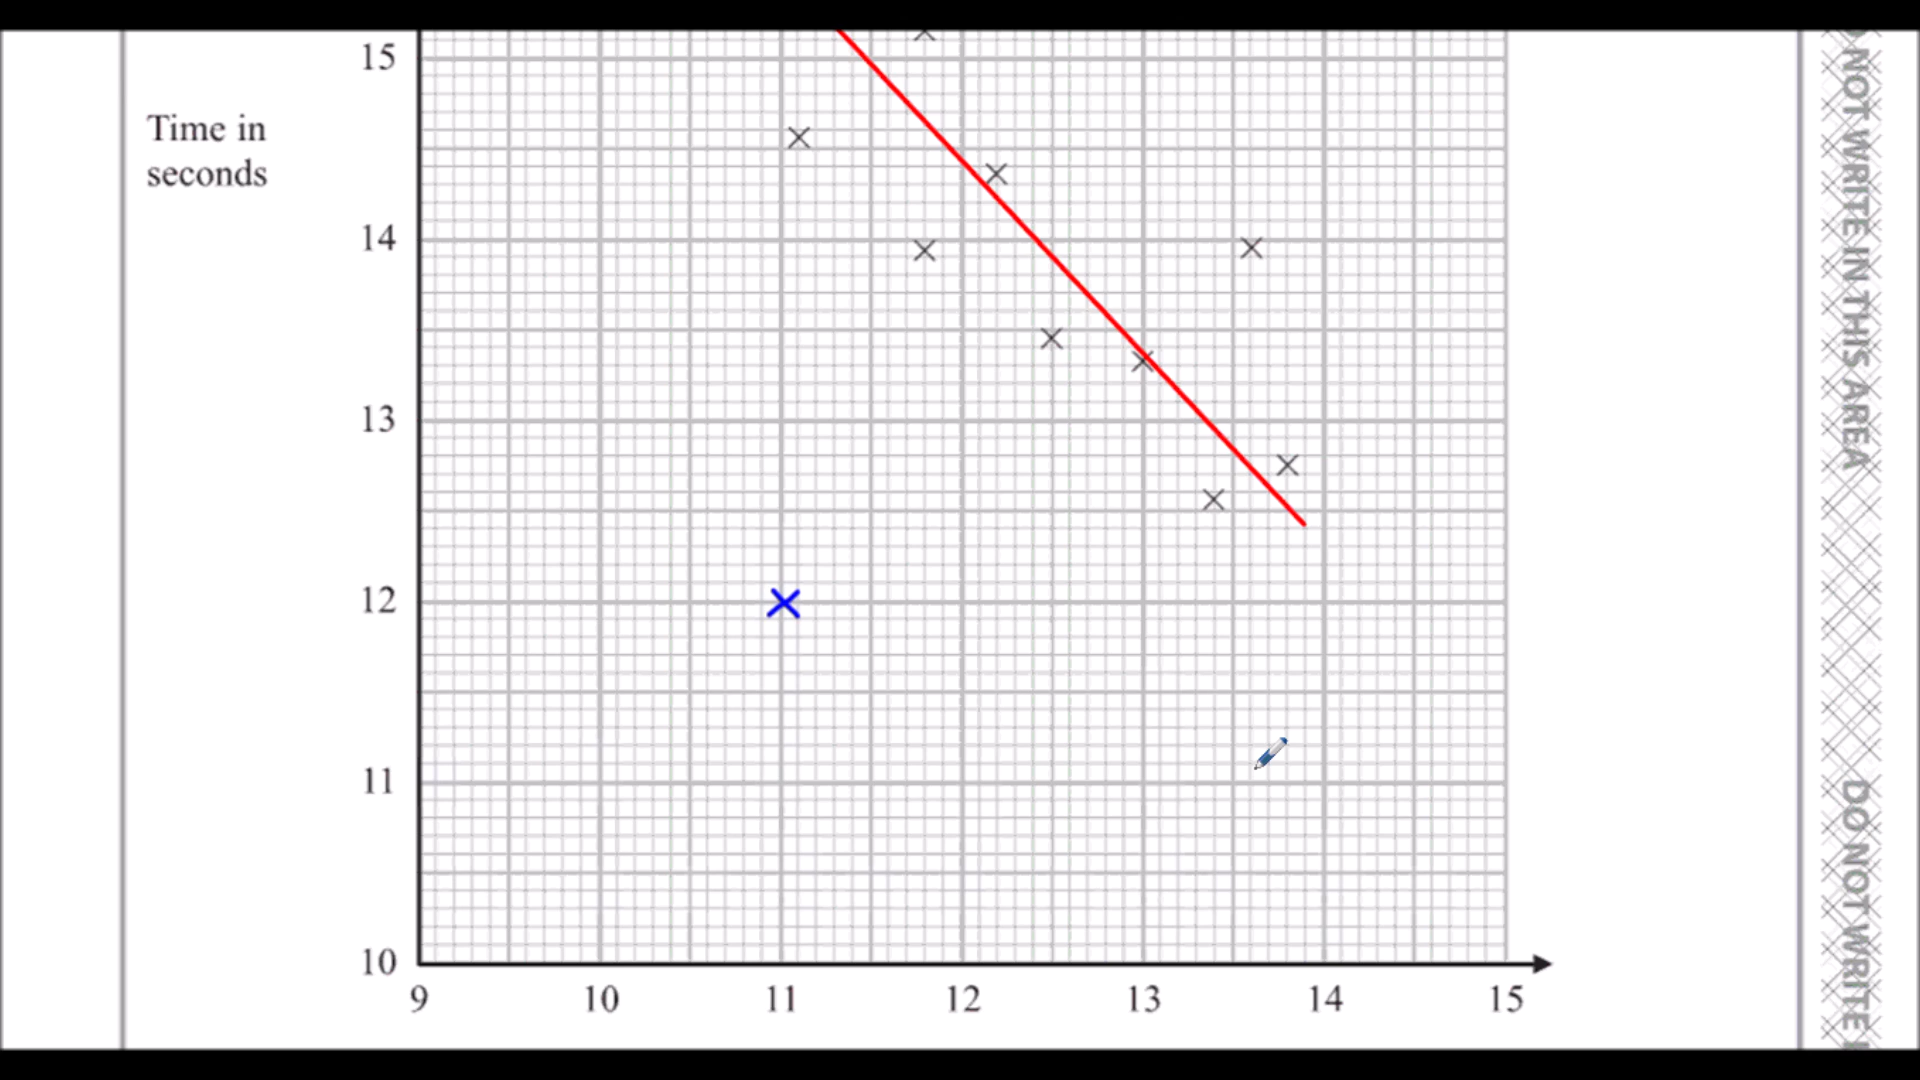 15
Time in
seconds
14
13
12
11
10
9 10 11 12 13 14 15
NOT WRITE IN THIS AREA
DO NOT WRITE